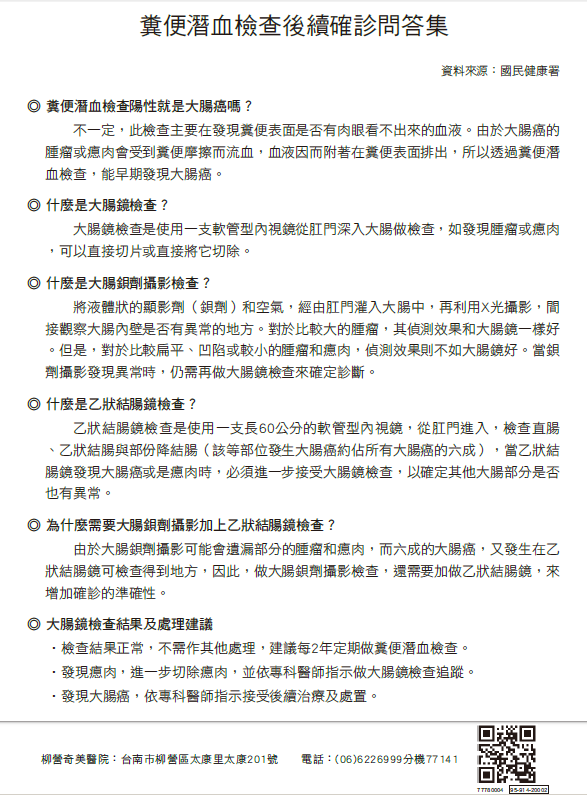 糞便潛血檢查後續確診問答集
資料來源：國民健康署
◎ 糞便潛血檢查陽性就是大腸癌嗎？
不一定，此檢查主要在發現糞便表面是否有肉眼看不出來的血液。由於大腸癌的
腫瘤或瘜肉會受到糞便摩擦而流血，血液因而附著在糞便表面排出，所以透過糞便潛
血檢查，能早期發現大腸癌。
◎ 什麼是大腸鏡檢查？
大腸鏡檢查是使用一支軟管型內視鏡從肛門深入大腸做檢查，如發現腫瘤或瘜肉
，可以直接切片或直接將它切除。
◎ 什麼是大腸鋇劑攝影檢查？
將液體狀的顯影劑（鋇劑）和空氣，經由肛門灌入大腸中，再利用X光攝影，間
接觀察大腸內壁是否有異常的地方。對於比較大的腫瘤，其偵測效果和大腸鏡一樣好
。但是，對於比較扁平、凹陷或較小的腫瘤和瘜肉，偵測效果則不如大腸鏡好。當鋇
劑攝影發現異常時，仍需再做大腸鏡檢查來確定診斷。
◎ 什麼是乙狀結腸鏡檢查？
乙狀結腸鏡檢查是使用一支長60公分的軟管型內視鏡，從肛門進入，檢查直腸
、乙狀結腸與部份降結腸（該等部位發生大腸癌約佔所有大腸癌的六成），當乙狀結
腸鏡發現大腸癌或是瘜肉時，必須進一步接受大腸鏡檢查，以確定其他大腸部分是否
也有異常。
◎ 為什麼需要大腸鋇劑攝影加上乙狀結腸鏡檢查？
由於大腸鋇劑攝影可能會遺漏部分的腫瘤和瘜肉，而六成的大腸癌，又發生在乙
狀結腸鏡可檢查得到地方，因此，做大腸鋇劑攝影檢查，還需要加做乙狀結腸鏡，來
增加確診的準確性。
◎ 大腸鏡檢查結果及處理建議
・檢查結果正常，不需作其他處理，建議每2年定期做糞便潛血檢查。
・發現瘜肉，進一步切除瘜肉，並依專科醫師指示做大腸鏡檢查追蹤。
・發現大腸癌，依專科醫師指示接受後續治療及處置。
柳營奇美醫院：台南市柳營區太康里太康201號 電話：(06)6226999分機77141
77780004 95-914-20002